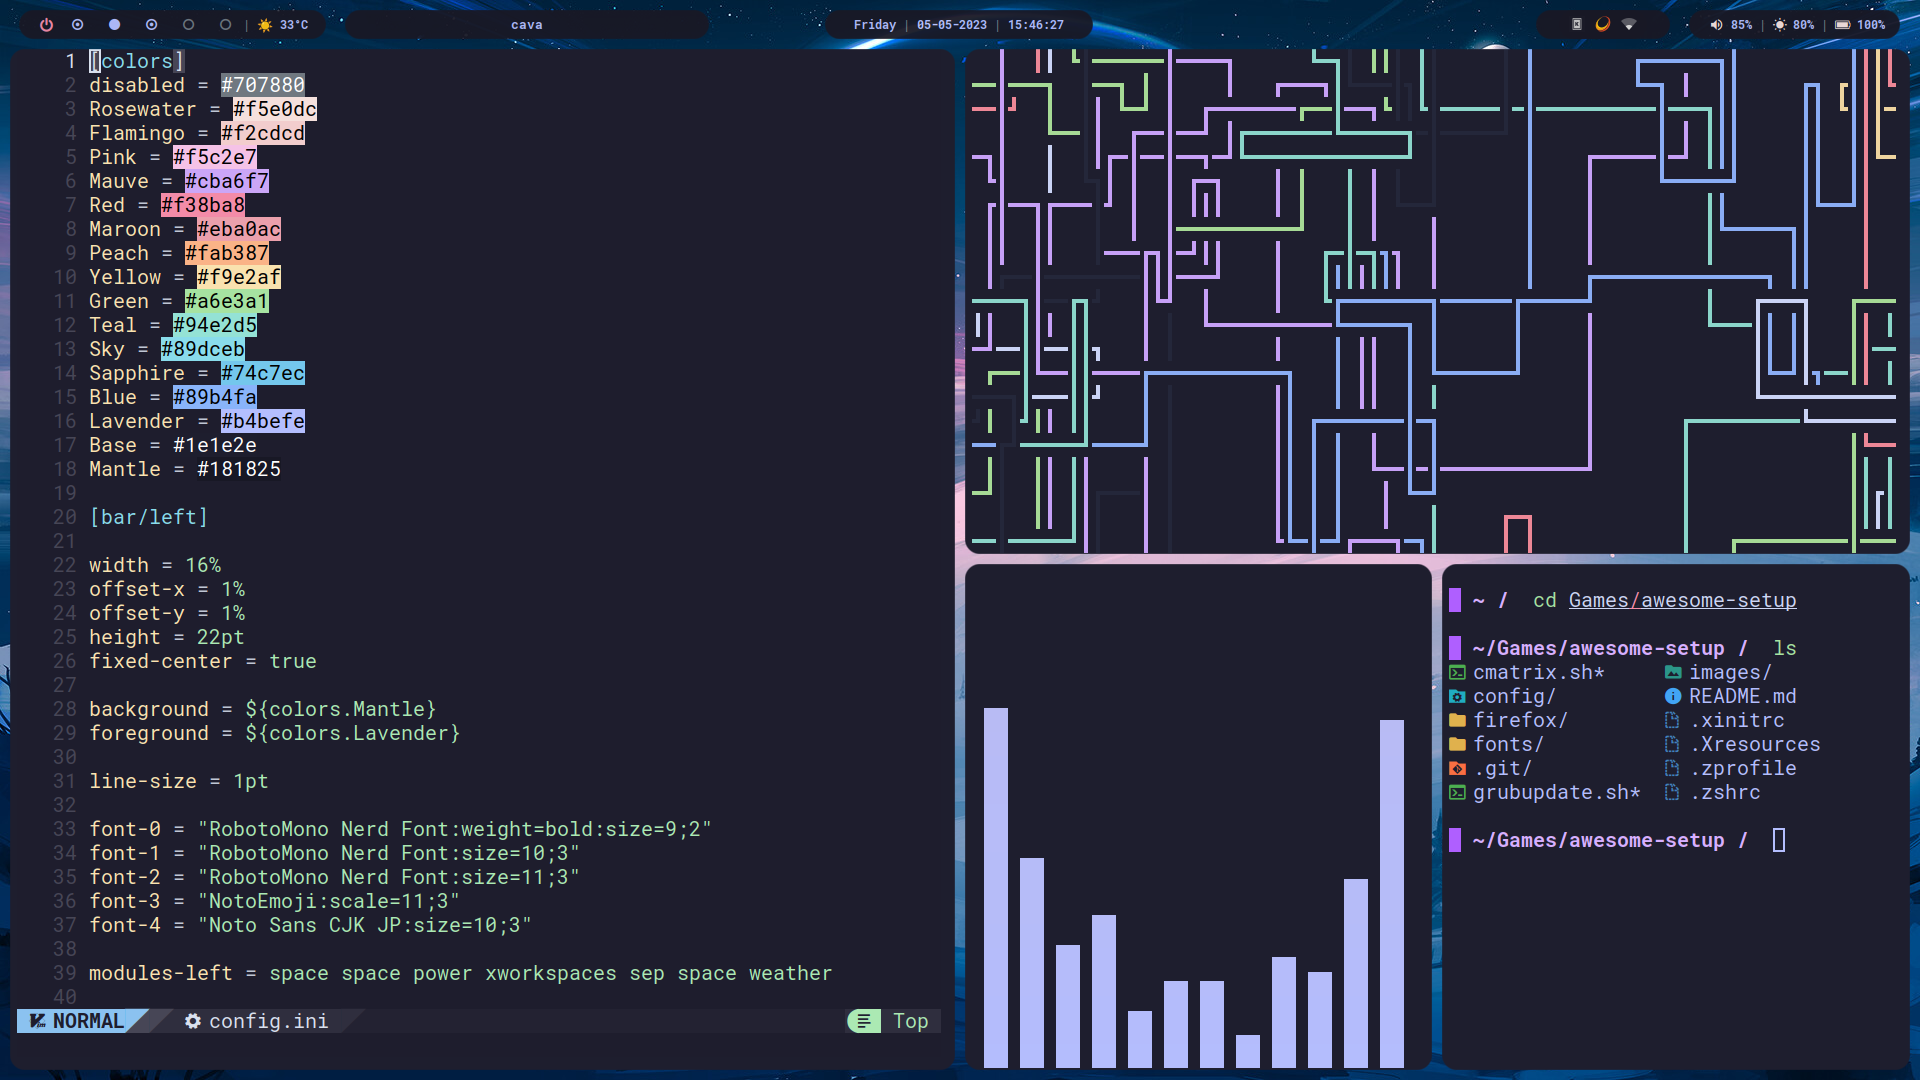 33°C
cava
Friday | 05-05-2023 | 15:46:27
85% | 80% | 100%
1 [colors]
2 disabled = #707880
3 Rosewater = #f5e0dc
4 Flamingo = #f2cdcd
5 Pink = #f5c2e7
6 Mauve = #cba6f7
7 Red = #f38ba8
8 Maroon = #eba0ac
9 Peach = #fab387
10 Yellow = #f9e2af
11 Green = #a6e3a1
12 Teal = #94e2d5
13 Sky = #89dceb
14 Sapphire = #74c7ec
15 Blue = #89b4fa
16 Lavender = #b4befe
17 Base = #1e1e2e
18 Mantle = #181825
19
20 [bar/left]
21
22 width = 16%
23 offset-x = 1%
24 offset-y = 1%
25 height = 22pt
26 fixed-center = true
27
28 background = ${colors.Mantle}
29 foreground = ${colors.Lavender}
30
31 line-size = 1pt
32
33 font-0 = "RobotoMono Nerd Font:weight=bold:size=9;2"
34 font-1 = "RobotoMono Nerd Font:size=10;3"
35 font-2 = "RobotoMono Nerd Font:size=11;3"
36 font-3 = "NotoEmoji:scale=11;3"
37 font-4 = "Noto Sans CJK JP:size=10;3"
38
39 modules-left = space space power xworkspaces sep space weather
40
NORMAL config.ini Top
~ / cd Games/awesome-setup
~/Games/awesome-setup / ls
cmatrix.sh* images/
config/ README.md
firefox/ .xinitrc
fonts/ .Xresources
.git/ .zprofile
grubupdate.sh* .zshrc
~/Games/awesome-setup /